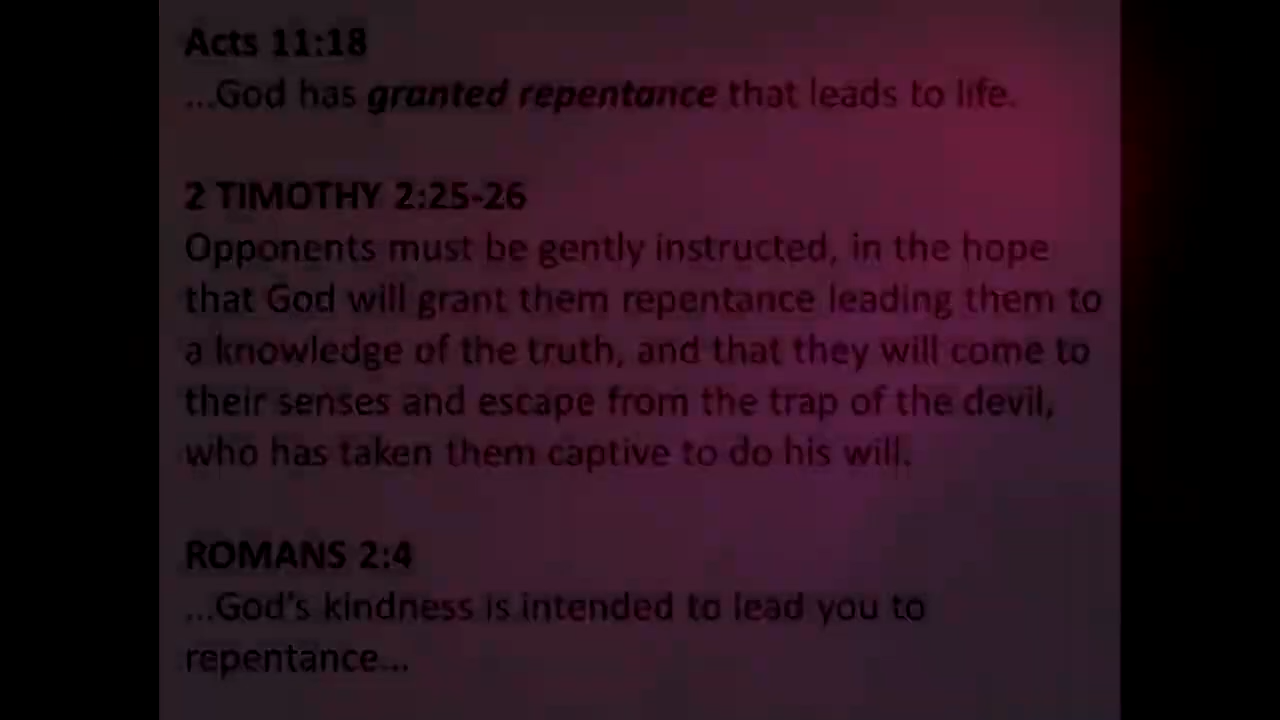 Acts 11:18
...God has granted repentance that leads to life.
2 TIMOTHY 2:25-26
Opponents must be gently instructed, in the hope
that God will grant them repentance leading them to
a knowledge of the truth, and that they will come to
their senses and escape from the trap of the devil,
who has taken them captive to do his will.
ROMANS 2:4
...God's kindness is intended to lead you to
repentance...